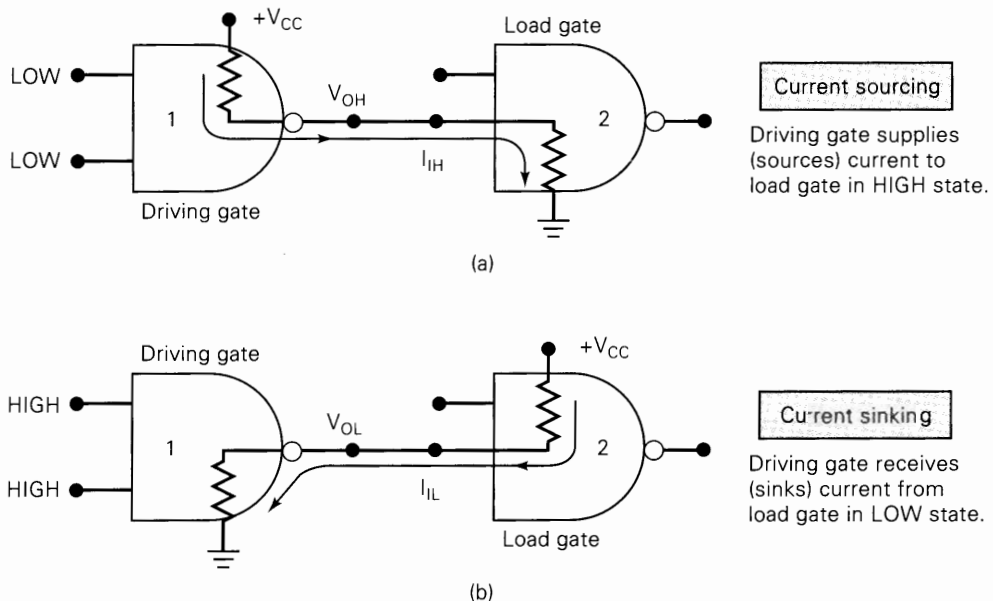 +VCC
Load gate
LOW
VOH
1
2
Current sourcing
LOW
IIH
Driving gate supplies
(sources) current to
load gate in HIGH state.
Driving gate
(a)
Driving gate
+VCC
HIGH
VOL
1
2
Current sinking
HIGH
IIL
Driving gate receives
(sinks) current from
load gate in LOW state.
Load gate
(b)